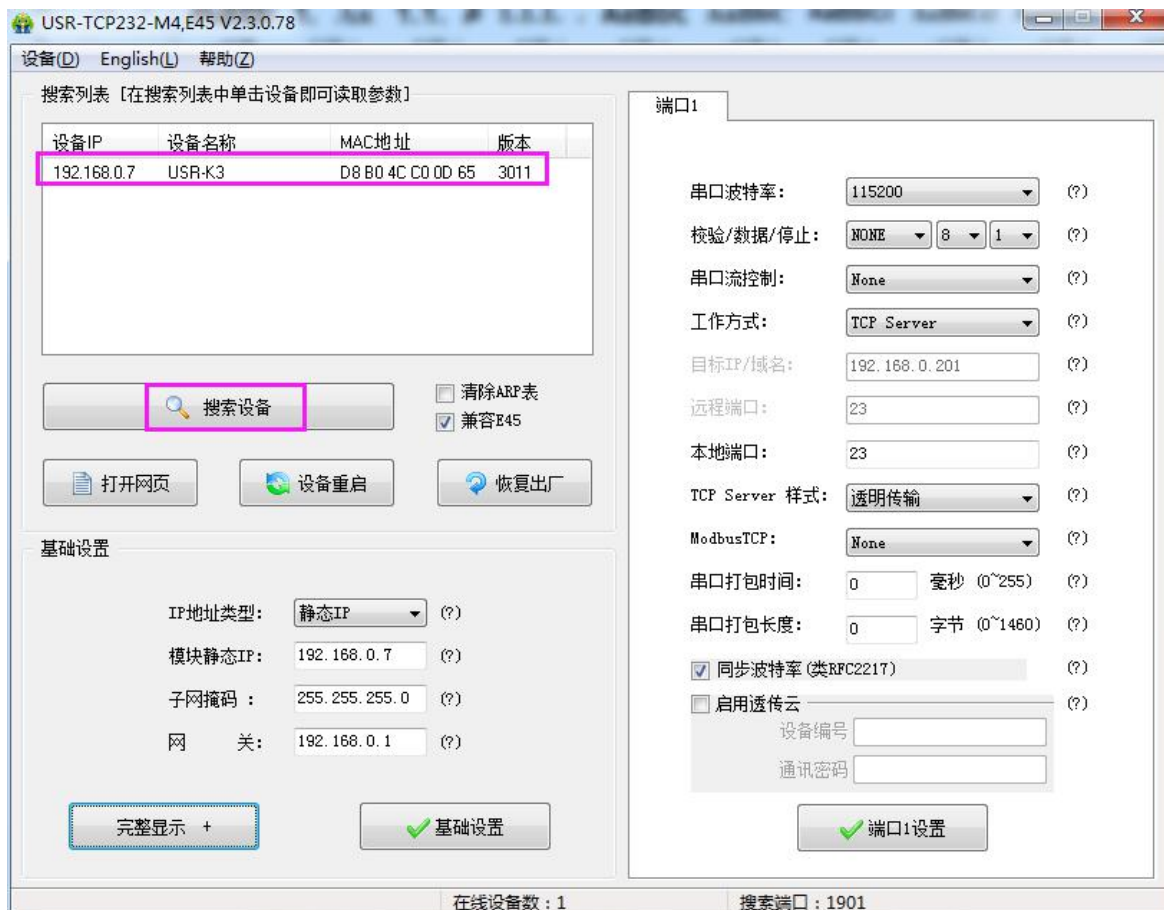 USR-TCP232-M4,E45 V2.3.0.78
设备(D) English(L) 帮助(Z)
搜索列表 [在搜索列表中单击设备即可读取参数]
设备IP 设备名称 MAC地址 版本
192.168.0.7 USR-K3 D8 B0 4C C0 0D 65 3011
搜索设备
清除ARP表
兼容E45
打开网页 设备重启 恢复出厂
基础设置
IP地址类型: 静态IP (?)
模块静态IP: 192.168.0.7 (?)
子网掩码 : 255.255.255.0 (?)
网 关: 192.168.0.1 (?)
完整显示 + 基础设置
端口1
串口波特率: 115200 (?)
校验/数据/停止: NONE 8 1 (?)
串口流控制: None (?)
工作方式: TCP Server (?)
目标IP/域名: 192.168.0.201 (?)
远程端口: 23 (?)
本地端口: 23 (?)
TCP Server 样式: 透明传输 (?)
ModbusTCP: None (?)
串口打包时间: 0 毫秒 (0~255) (?)
串口打包长度: 0 字节 (0~1460) (?)
同步波特率(类RFC2217) (?)
启用透传云 (?)
设备编号
通讯密码
端口1设置
在线设备数：1 搜索端口：1901